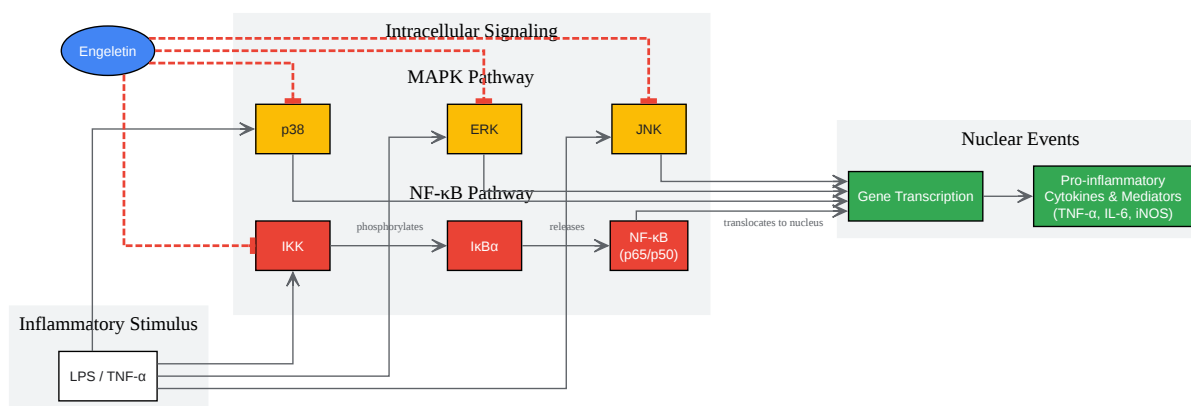 Intracellular Signaling
Engeletin
MAPK Pathway
p38
ERK
JNK
Nuclear Events
NF-κB Pathway
Gene Transcription
Pro-inflammatory
Cytokines & Mediators
(TNF-α, IL-6, iNOS)
phosphorylates
releases
translocates to nucleus
IKK
IκBα
NF-κB
(p65/p50)
Inflammatory Stimulus
LPS / TNF-α